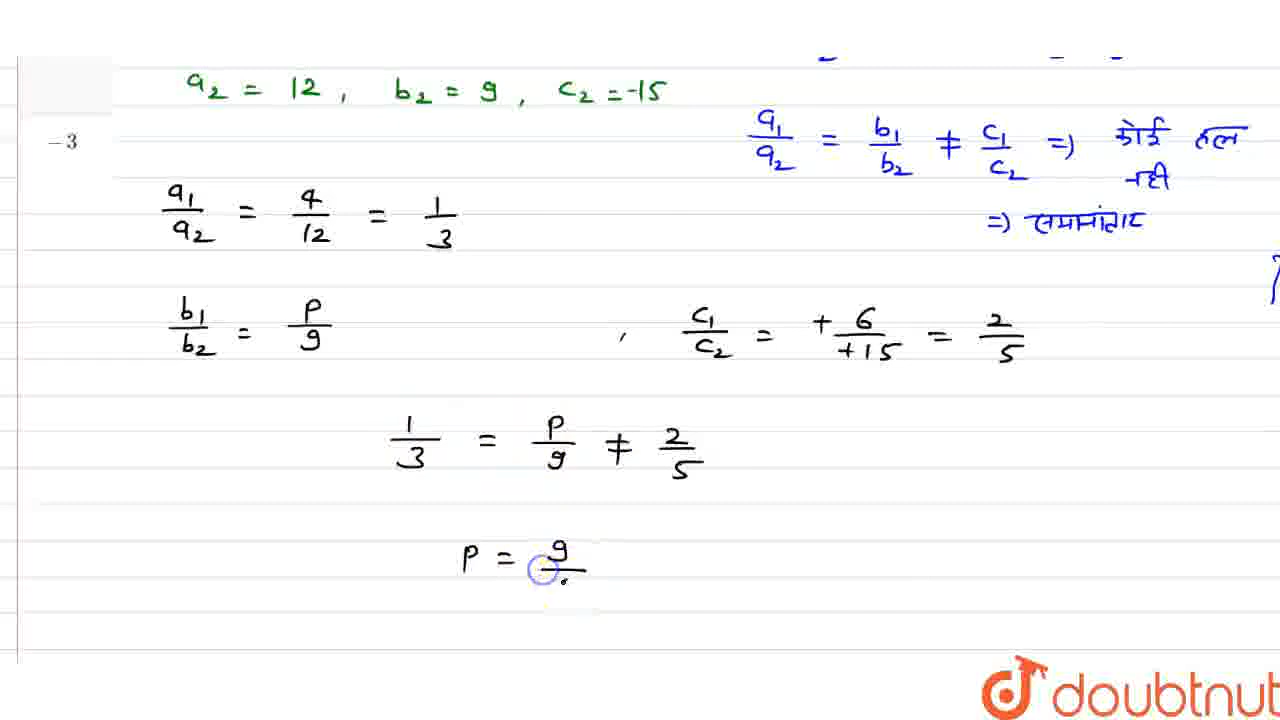 a₂ = 12, b₂ = 9, c₂ = -15
a₁/a₂ = b₁/b₂ ≠ c₁/c₂ ⇒ कोई हल
नही
-3
a₁/a₂ = 4/12 = 1/3
⇒ समानांतर
b₁/b₂ = P/9 , c₁/c₂ = +6/+15 = 2/5
1/3 = P/9 ≠ 2/5
P = 9/
doubtnut